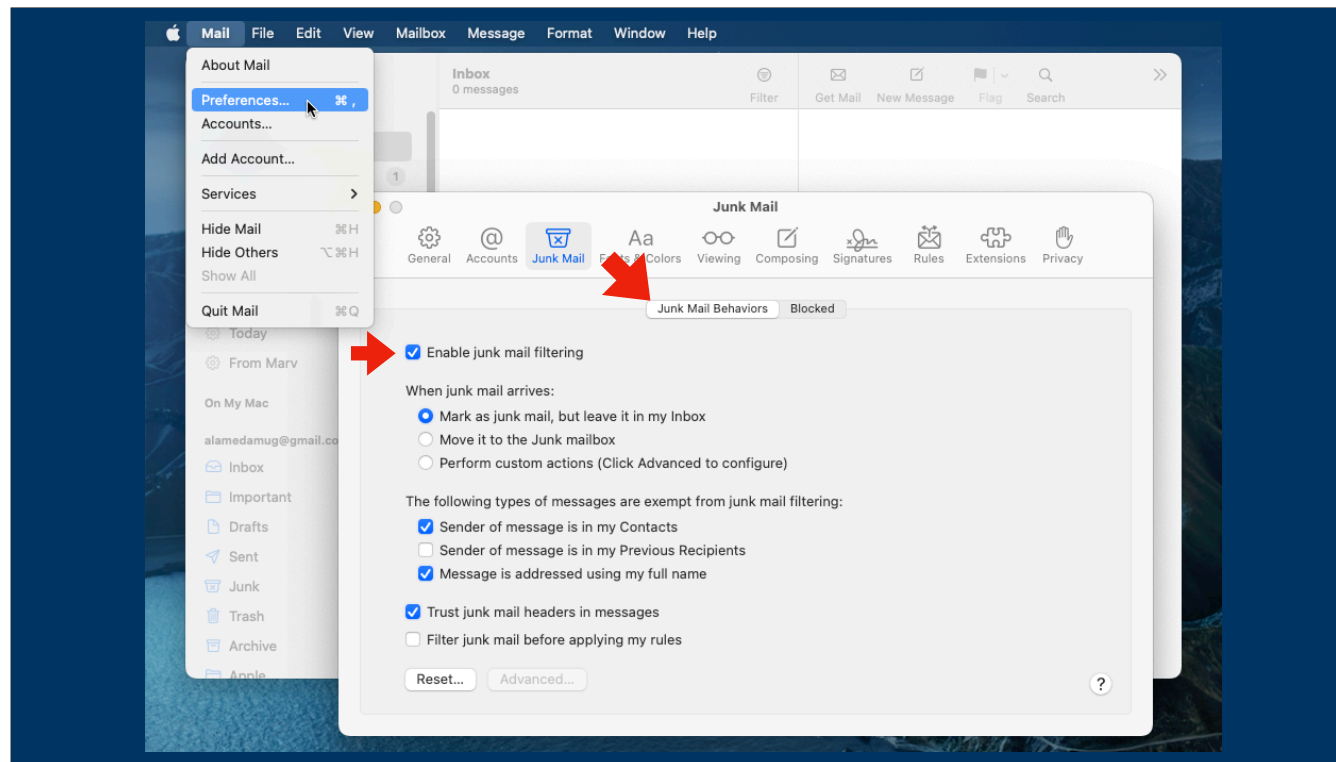 Mail File Edit View Mailbox Message Format Window Help
About Mail
Preferences... ⌘ ,
Accounts...
Add Account...
Services
Hide Mail ⌘H
Hide Others ⌥⌘H
Show All
Quit Mail ⌘Q
Inbox
0 messages
Filter Get Mail New Message Flag Search
1
Today
From Marv
On My Mac
alamedamug@gmail.co
Inbox
Important
Drafts
Sent
Junk
Trash
Archive
Apple
Junk Mail
General Accounts Junk Mail Fonts & Colors Viewing Composing Signatures Rules Extensions Privacy
Junk Mail Behaviors Blocked
Enable junk mail filtering
When junk mail arrives:
Mark as junk mail, but leave it in my Inbox
Move it to the Junk mailbox
Perform custom actions (Click Advanced to configure)
The following types of messages are exempt from junk mail filtering:
Sender of message is in my Contacts
Sender of message is in my Previous Recipients
Message is addressed using my full name
Trust junk mail headers in messages
Filter junk mail before applying my rules
Reset... Advanced... ?